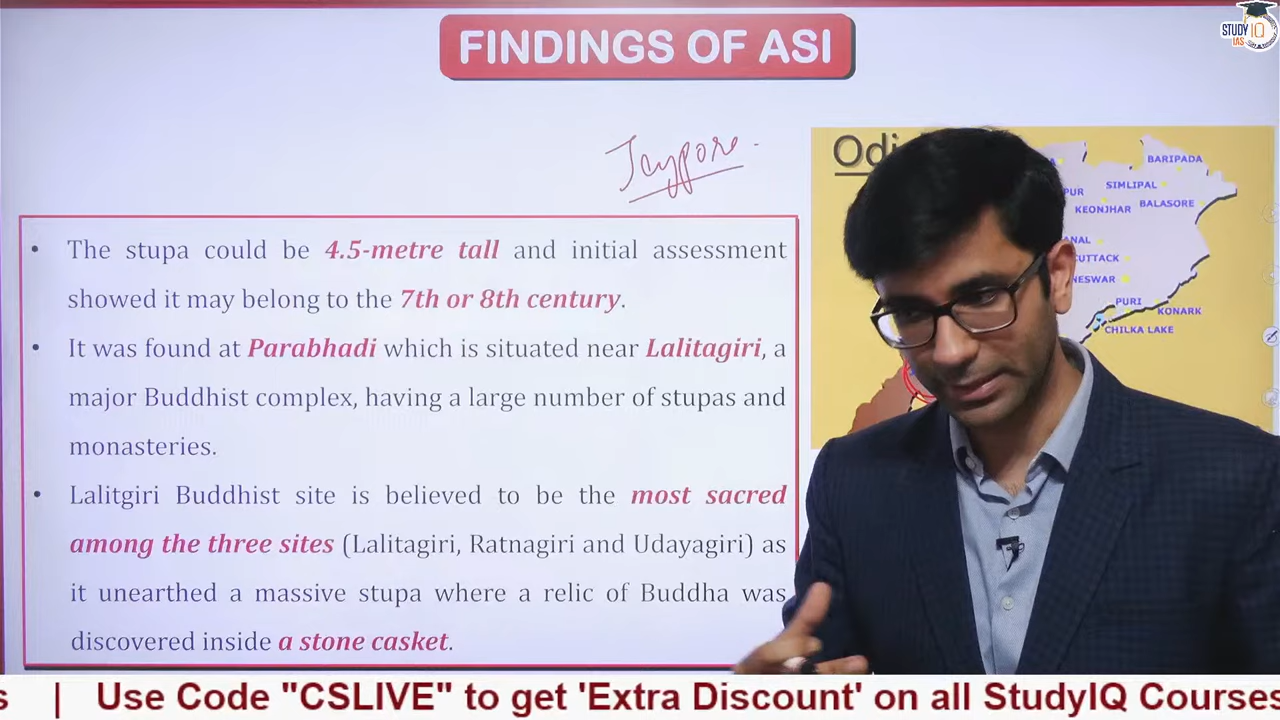 FINDINGS OF ASI
STUDY IQ
IAS
Jaypore.
• The stupa could be 4.5-metre tall and initial assessment
showed it may belong to the 7th or 8th century.
• It was found at Parabhadi which is situated near Lalitagiri, a
major Buddhist complex, having a large number of stupas and
monasteries.
• Lalitgiri Buddhist site is believed to be the most sacred
among the three sites (Lalitagiri, Ratnagiri and Udayagiri) as
it unearthed a massive stupa where a relic of Buddha was
discovered inside a stone casket.
Odi
BARIPADA
PUR
SIMLIPAL
KEONJHAR
BALASORE
ANAL
CUTTACK
NESWAR
PURI
KONARK
CHILKA LAKE
s | Use Code "CSLIVE" to get 'Extra Discount' on all StudyIQ Courses